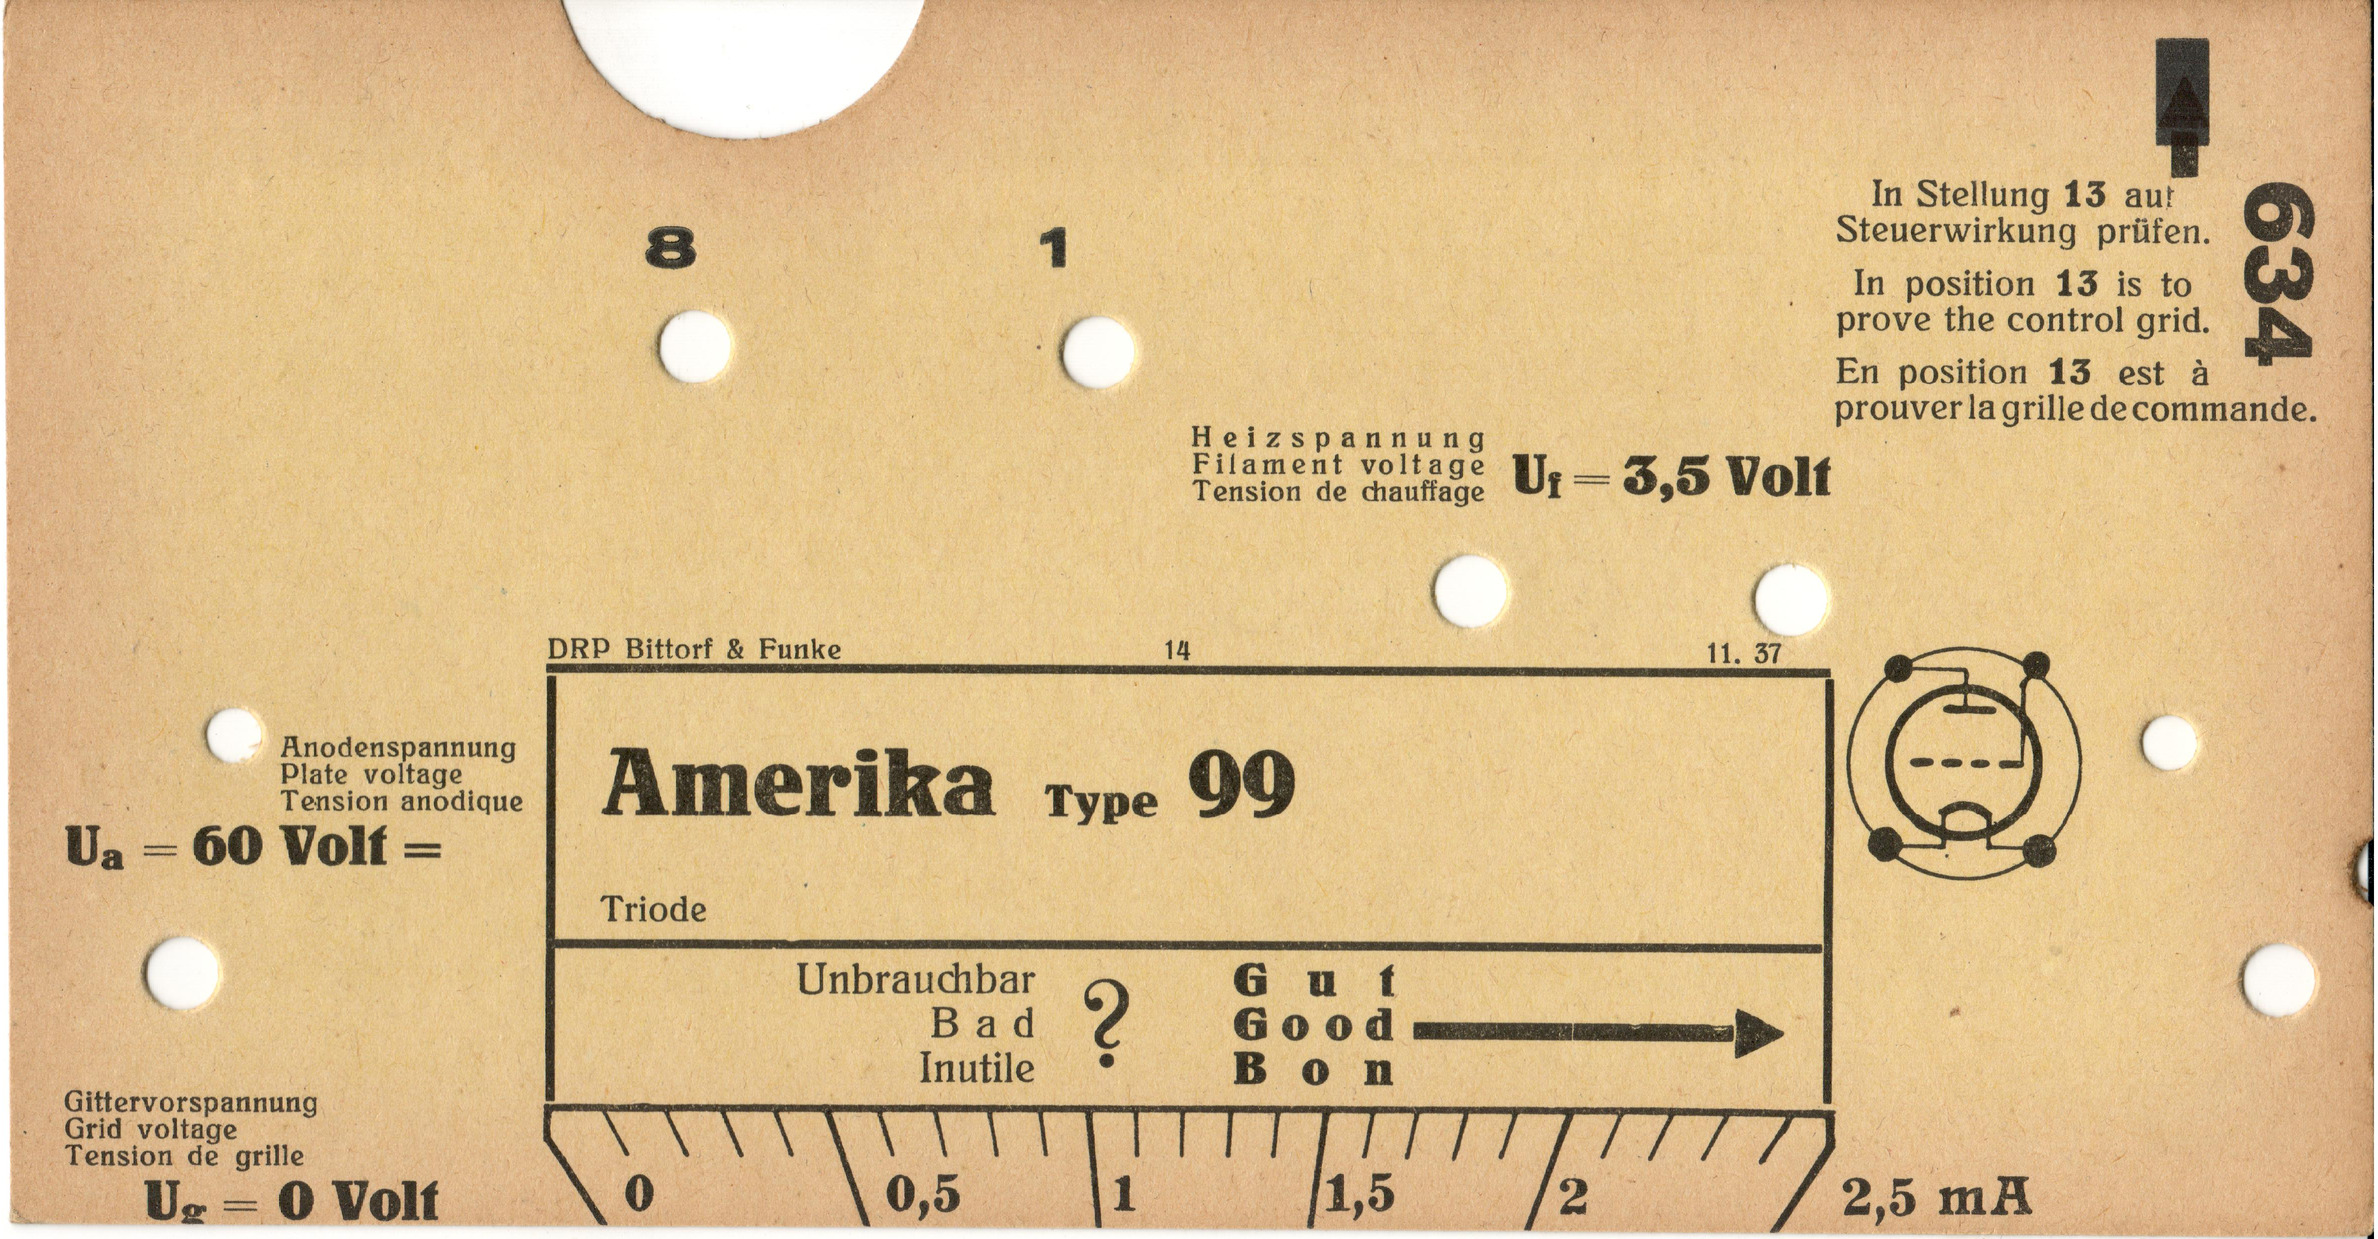 8
1
634
In Stellung 13 auf
Steuerwirkung prüfen.
In position 13 is to
prove the control grid.
En position 13 est à
prouver la grille de commande.
Heizspannung
Filament voltage
Tension de chauffage
Uf = 3,5 Volt
DRP Bittorf & Funke 14 11. 37
Anodenspannung
Plate voltage
Tension anodique
Ua = 60 Volt =
Amerika Type 99
Triode
Unbrauchbar
Bad
Inutile
?
Gut
Good
Bon
Gittervorspannung
Grid voltage
Tension de grille
Ug = 0 Volt
0 0,5 1 1,5 2 2,5 mA